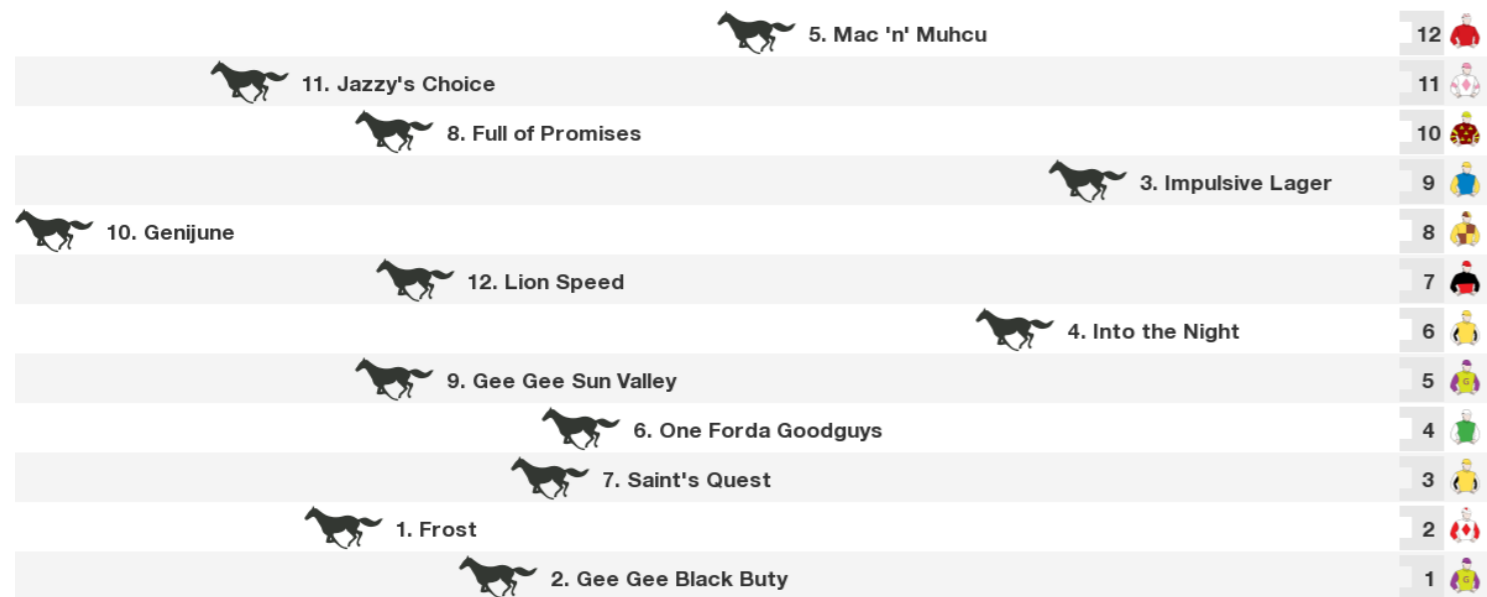 5. Mac 'n' Muhcu 12
11. Jazzy's Choice 11
8. Full of Promises 10
3. Impulsive Lager 9
10. Genijune 8
12. Lion Speed 7
4. Into the Night 6
9. Gee Gee Sun Valley 5 G
6. One Forda Goodguys 4
7. Saint's Quest 3
1. Frost 2
2. Gee Gee Black Buty 1 G